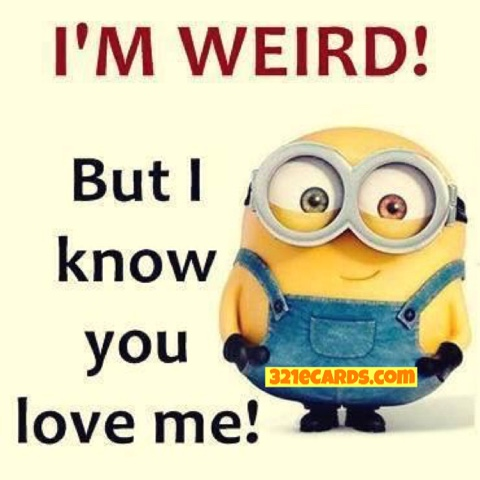 I'M WEIRD!
But I
know
you
love me!
321eCARDS.COM